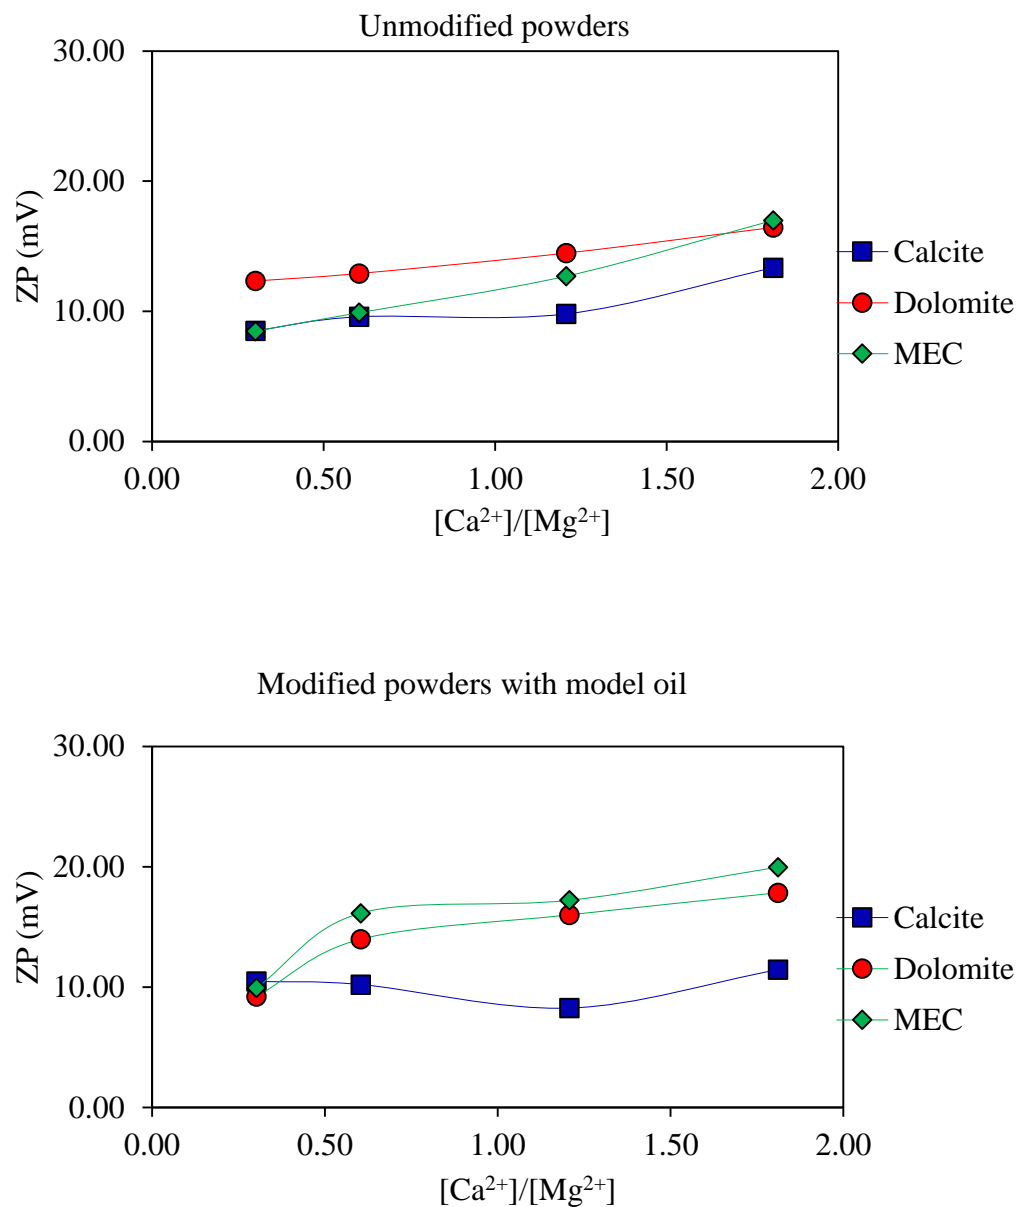 Unmodified powders
30.00
20.00
10.00
0.00
ZP (mV)
0.00 0.50 1.00 1.50 2.00
[Ca²⁺]/[Mg²⁺]
Calcite
Dolomite
MEC
Modified powders with model oil
30.00
20.00
10.00
0.00
ZP (mV)
0.00 0.50 1.00 1.50 2.00
[Ca²⁺]/[Mg²⁺]
Calcite
Dolomite
MEC